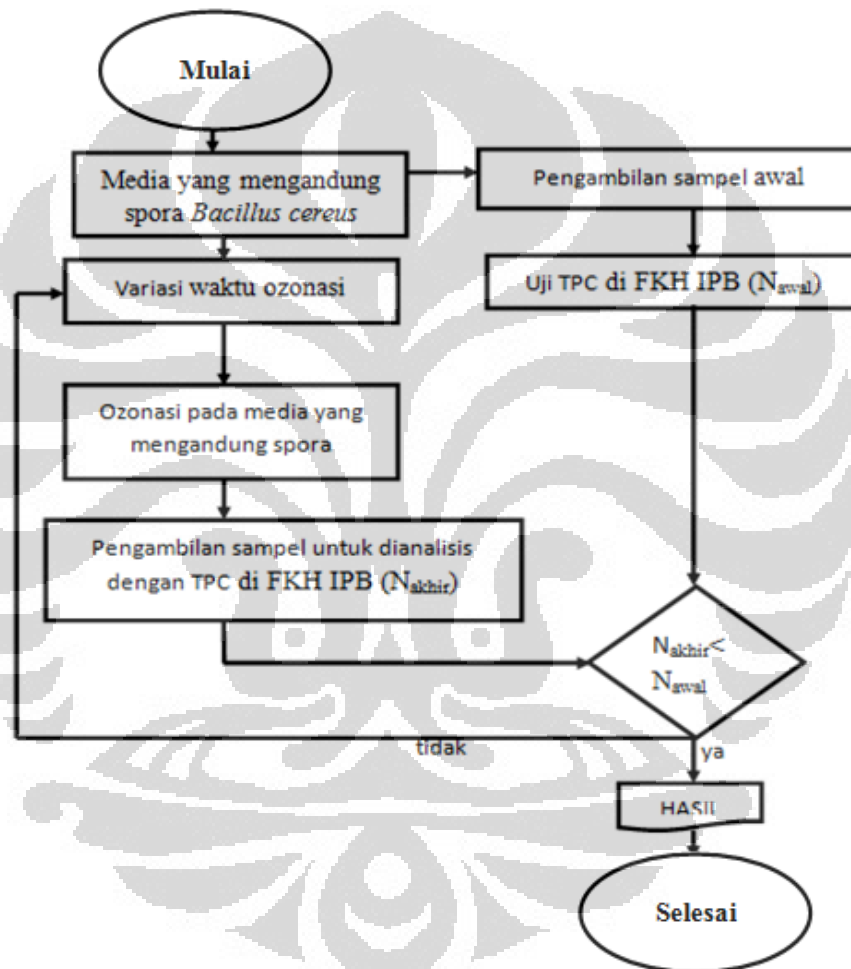 Mulai
Media yang mengandung
spora Bacillus cereus
Pengambilan sampel awal
Variasi waktu ozonasi
Uji TPC di FKH IPB (Nawal)
Ozonasi pada media yang
mengandung spora
Pengambilan sampel untuk dianalisis
dengan TPC di FKH IPB (Nakhir)
Nakhir<
Nawal
tidak
ya
HASIL
Selesai